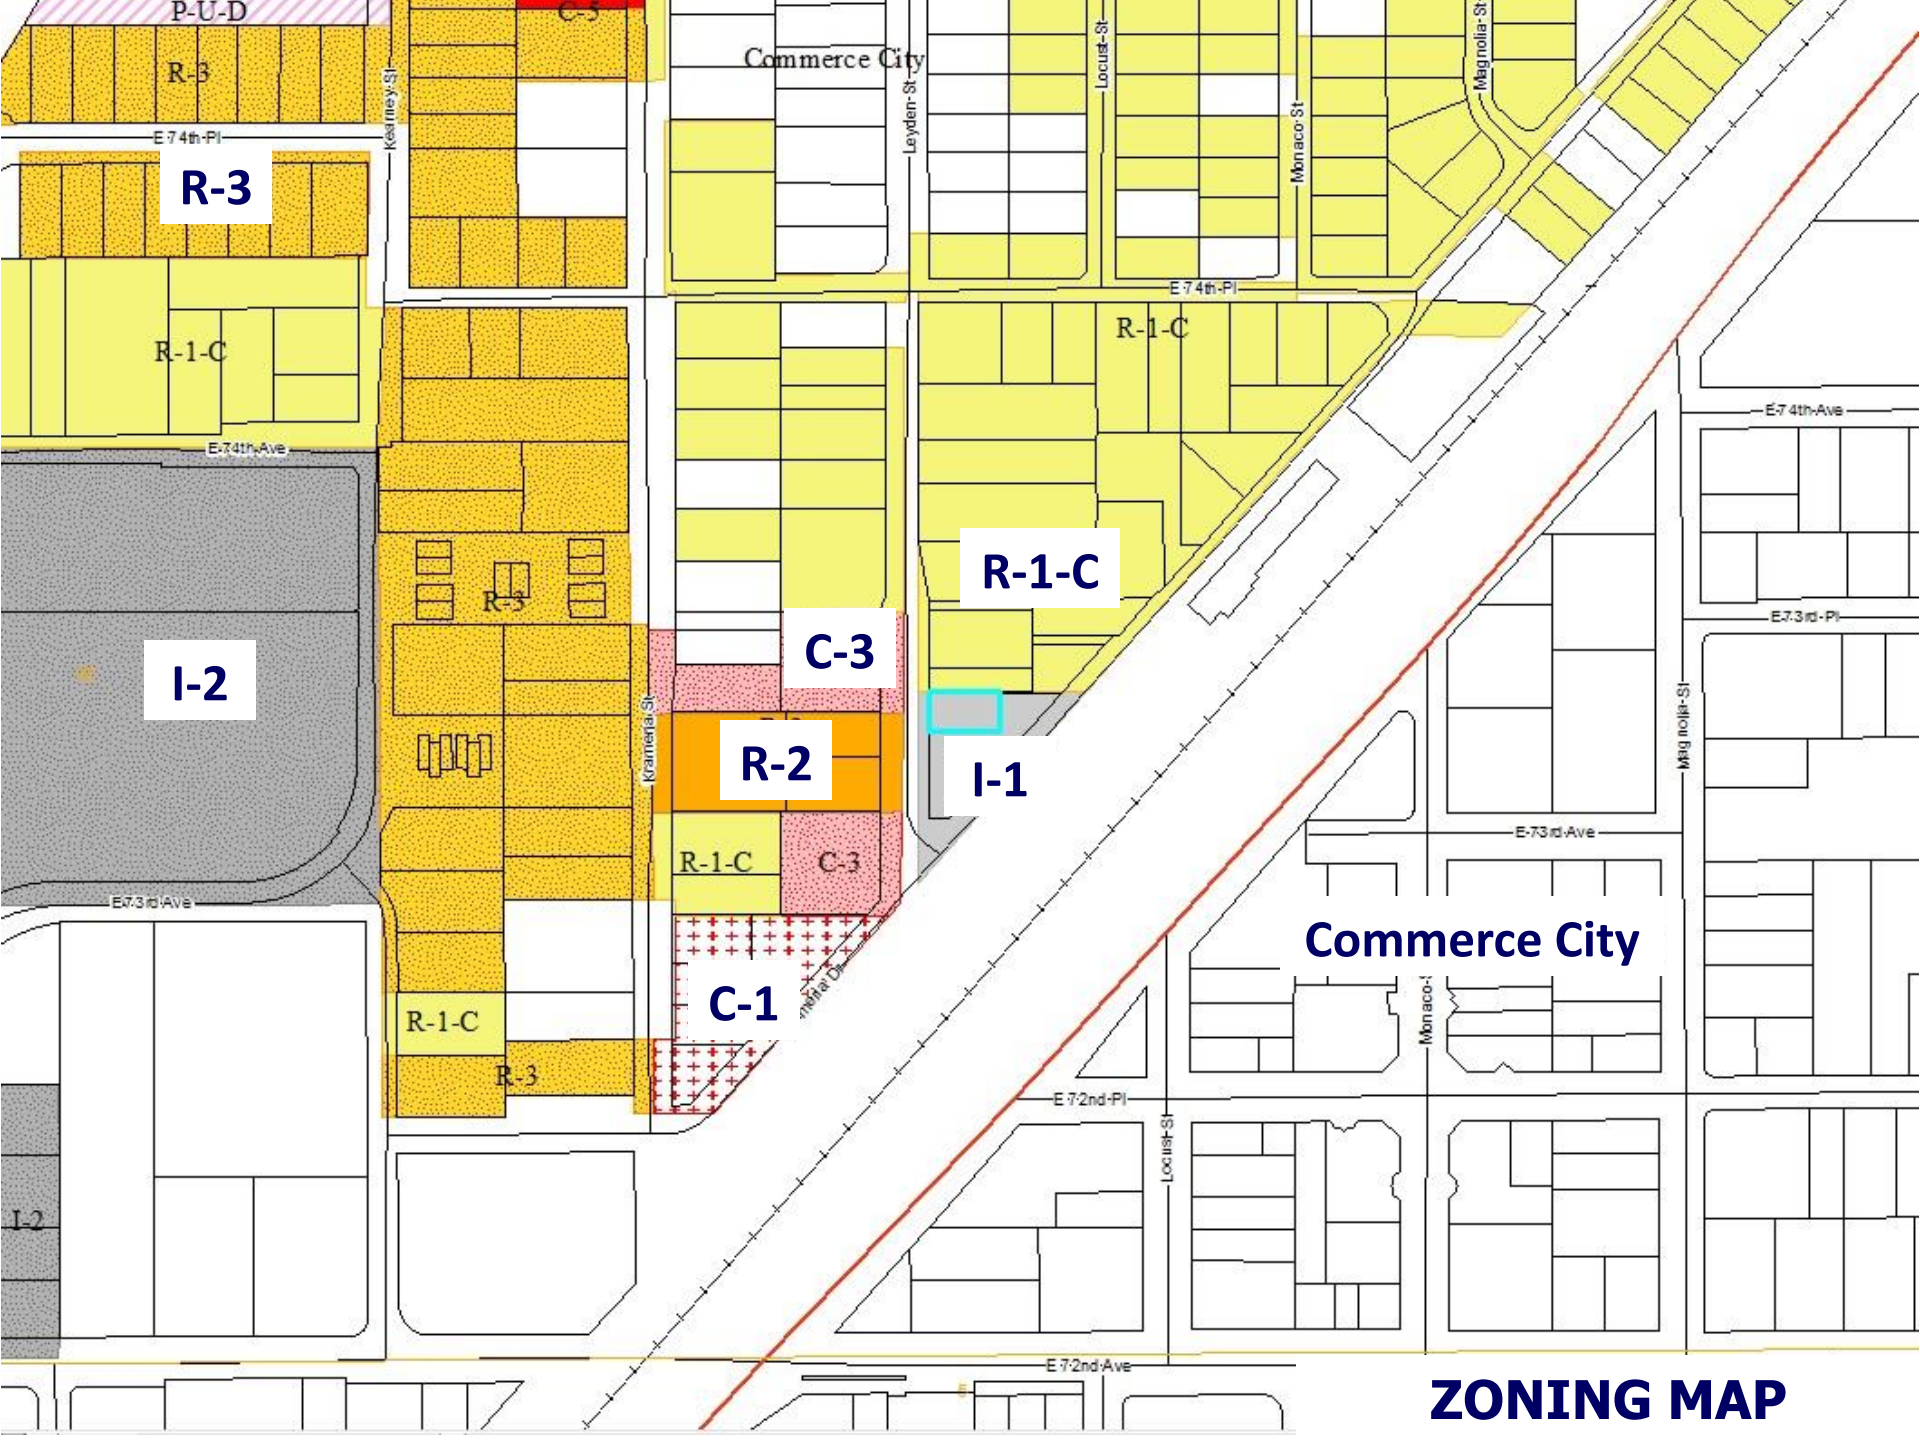 P-U-D
C-5
R-3
Commerce City
Kearney-St
Leyden-St
Locust-St
Monaco-St
Magnolia-St
E-74th-Pl
R-3
E-74th-Pl
R-1-C
R-1-C
E-74th-Ave
E-74th-Ave
R-1-C
R-3
E-73rd-Pl
C-3
I-2
Krameria-St
Magnolia-St
R-2
I-1
E-73rd-Ave
R-1-C
C-3
E-73rd-Ave
Commerce City
C-1
Monaco-S
R-1-C
R-3
E-72nd-Pl
Locust-St
I-2
E-72nd-Ave
ZONING MAP